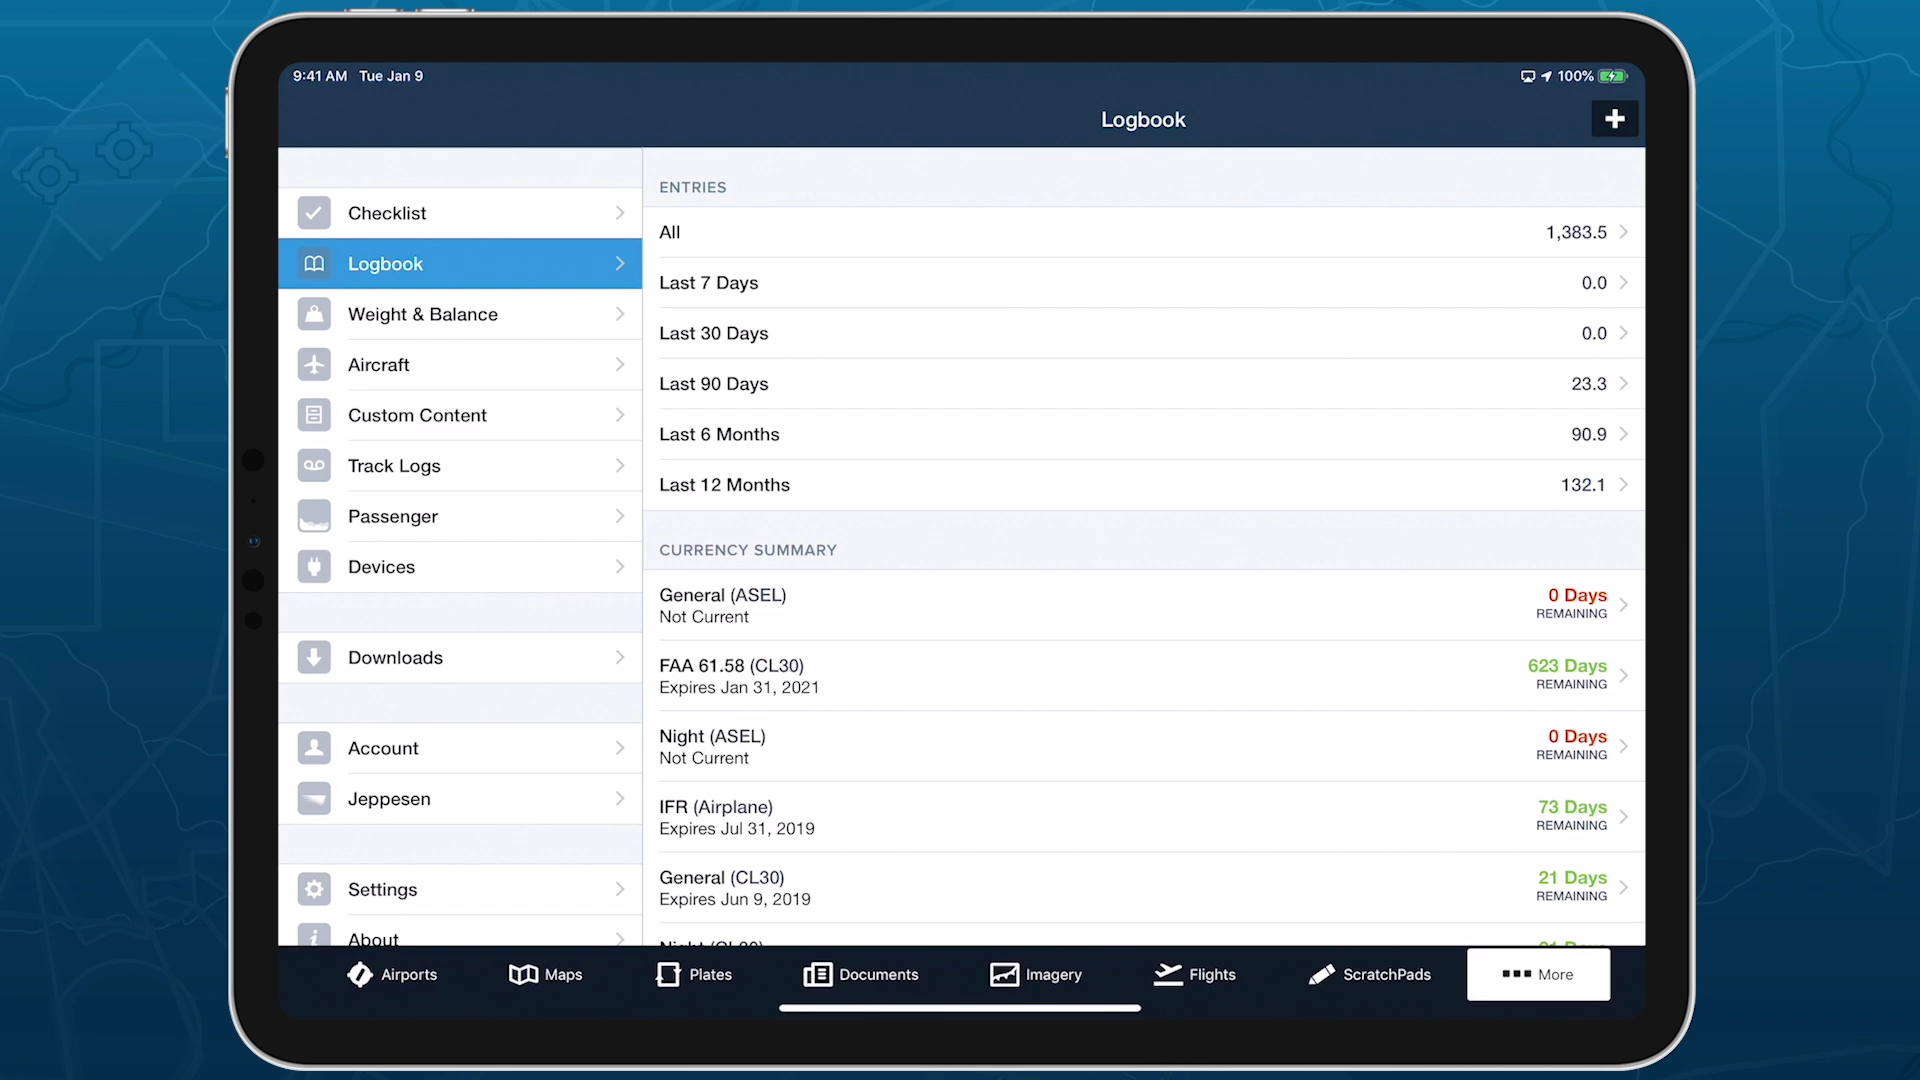 9:41 AM Tue Jan 9
100%
Logbook
Checklist
Logbook
Weight & Balance
Aircraft
Custom Content
Track Logs
Passenger
Devices
Downloads
Account
Jeppesen
Settings
About
ENTRIES
All 1,383.5
Last 7 Days 0.0
Last 30 Days 0.0
Last 90 Days 23.3
Last 6 Months 90.9
Last 12 Months 132.1
CURRENCY SUMMARY
General (ASEL) 0 Days
Not Current REMAINING
FAA 61.58 (CL30) 623 Days
Expires Jan 31, 2021 REMAINING
Night (ASEL) 0 Days
Not Current REMAINING
IFR (Airplane) 73 Days
Expires Jul 31, 2019 REMAINING
General (CL30) 21 Days
Expires Jun 9, 2019 REMAINING
Night (CL30) 21 Days
Airports Maps Plates Documents Imagery Flights ScratchPads More